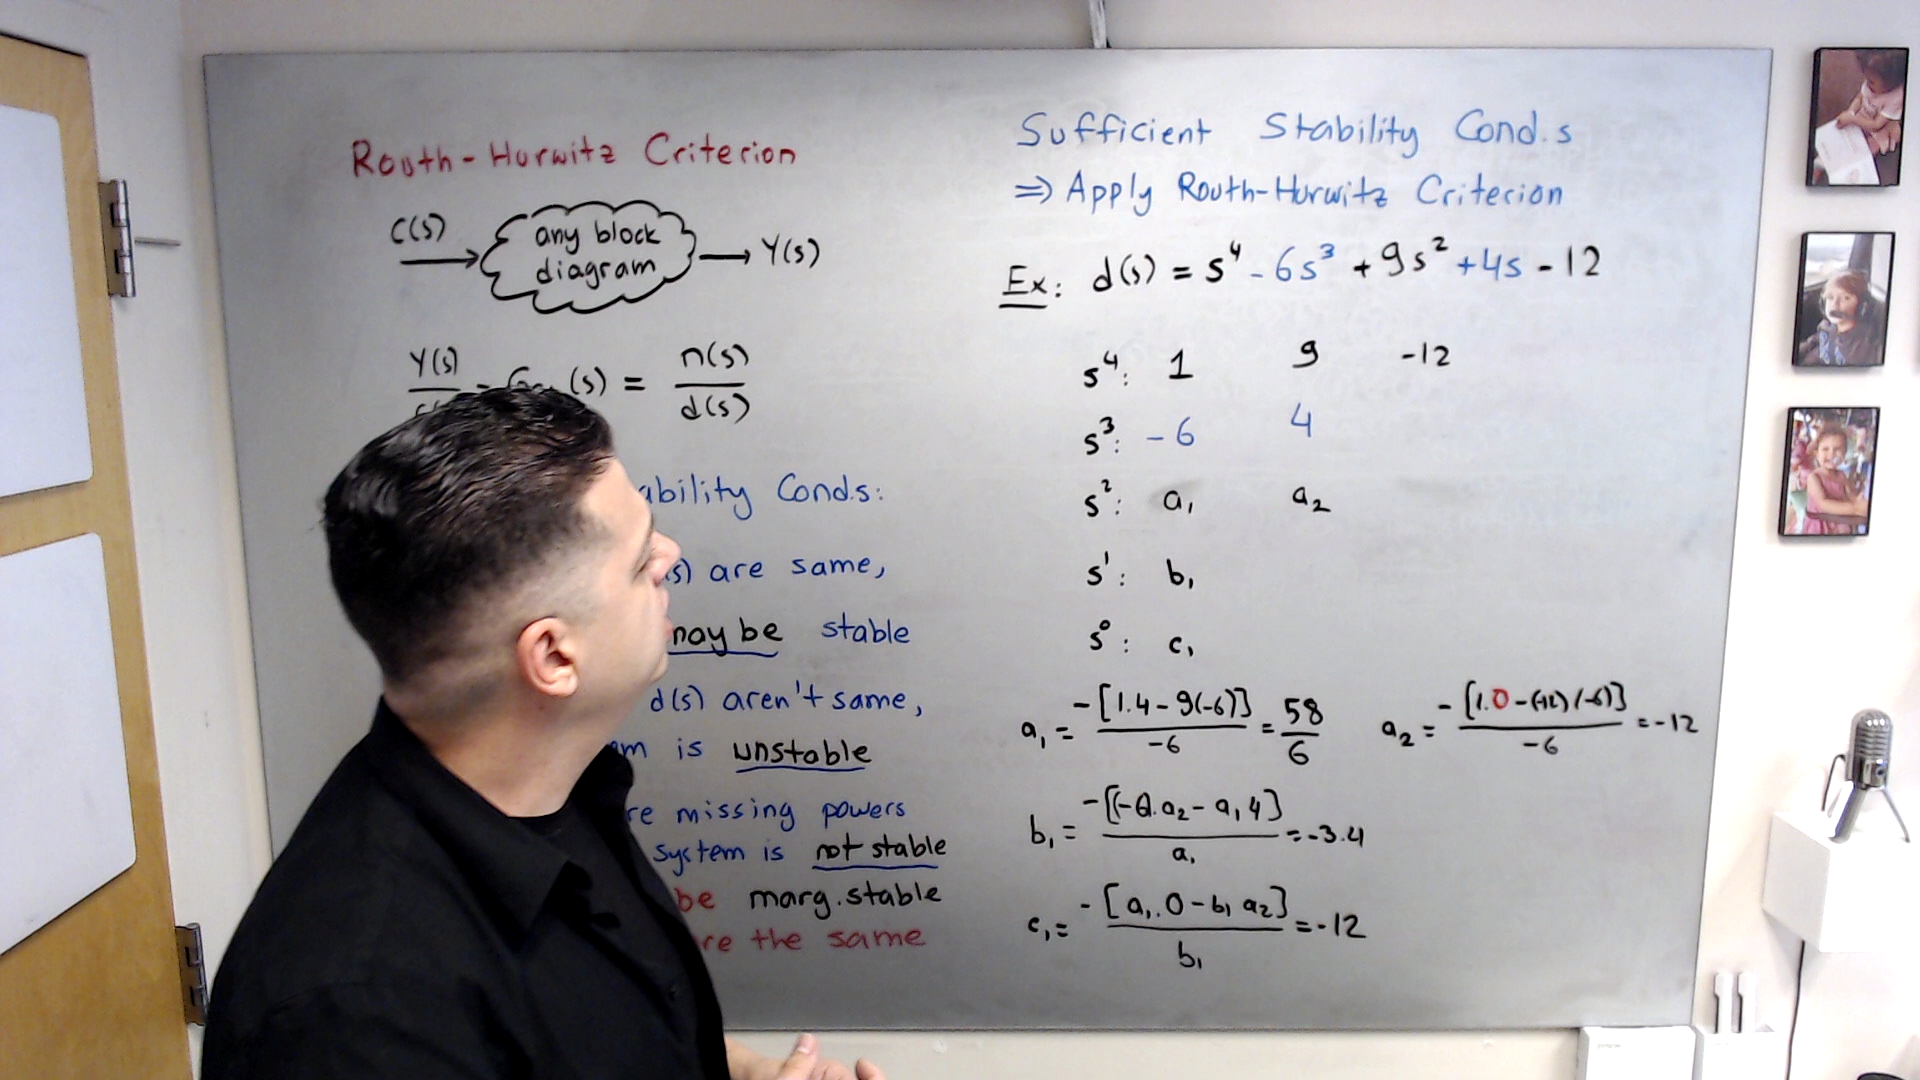 Routh-Hurwitz Criterion
C(s)
any block
diagram
Y(s)
Y(s)
(s) = n(s)
d(s)
ability Conds:
s) are same,
may be stable
d(s) aren't same,
is unstable
missing powers
system is not stable
be marg. stable
the same
Sufficient Stability Cond.s
⇒ Apply Routh-Hurwitz Criterion
Ex: d(s) = s⁴ - 6s³ + 9s² + 4s - 12
s⁴: 1 9 -12
s³: -6 4
s²: a₁ a₂
s¹: b₁
s⁰: c₁
a₁ = -[1.4 - 9(-6)] / -6 = 58/6 a₂ = -[1.0 - (-12)(-6)] / -6 = -12
b₁ = -[(-6).a₂ - a₁ 4] / a₁ = -3.4
c₁ = -[a₁.0 - b₁ a₂] / b₁ = -12